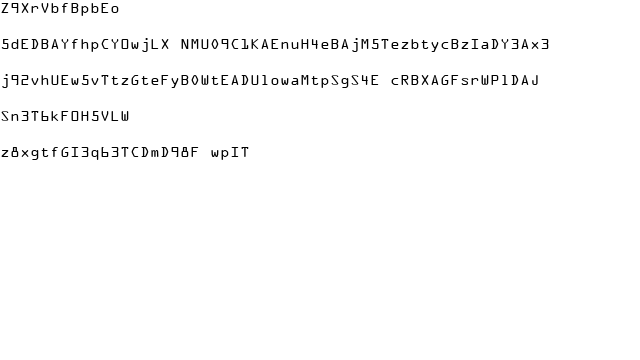 Z9XrVbfBpbEo
5dEDBAYfhpCYOwjLX NMU09C1KAEnuH4eBAjM5TezbtycBzIaDY3Ax3
j92vhUEw5vTtzGteFyB0WtEADUlowaMtpSgS4E cRBXAGFsrWPlDAJ
Sn3T6kFOH5VLW
z8xgtfGI3q63TCDmD98F wpIT